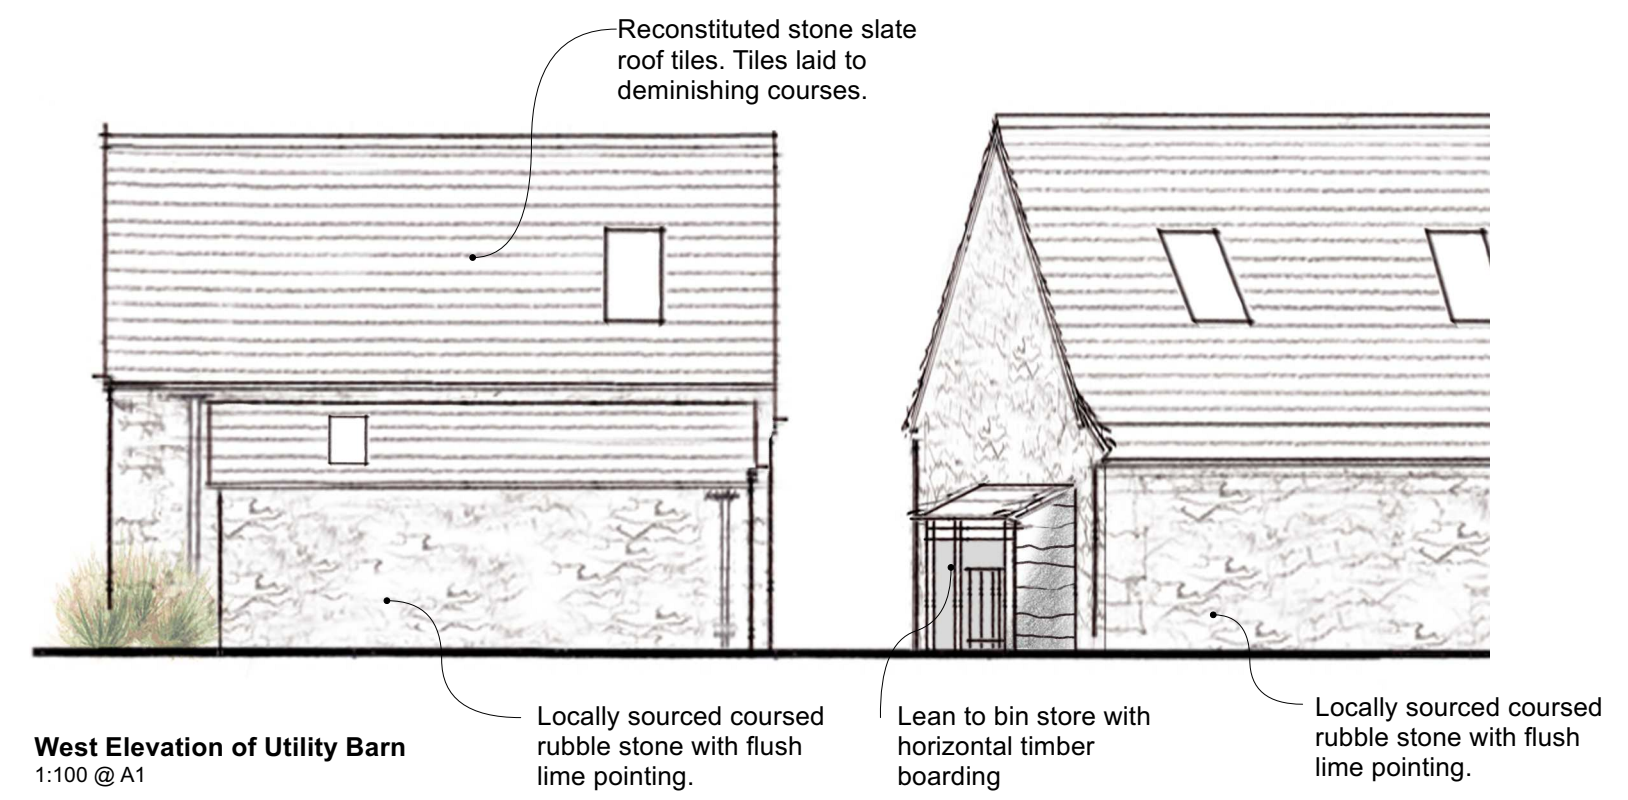 Reconstituted stone slate
roof tiles. Tiles laid to
deminishing courses.
Locally sourced coursed
rubble stone with flush
lime pointing.
Lean to bin store with
horizontal timber
boarding
Locally sourced coursed
rubble stone with flush
lime pointing.
West Elevation of Utility Barn
1:100 @ A1